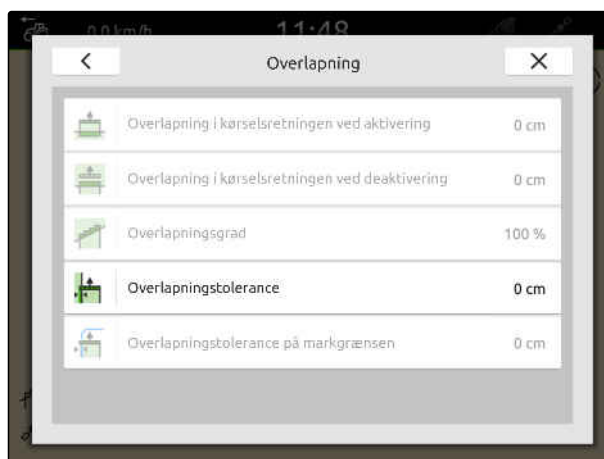 0.0 km/h
11:48
Overlapning
Overlapning i kørselsretningen ved aktivering
0 cm
Overlapning i kørselsretningen ved deaktivering
0 cm
Overlapningsgrad
100 %
Overlapningstolerance
0 cm
Overlapningstolerance på markgrænsen
0 cm